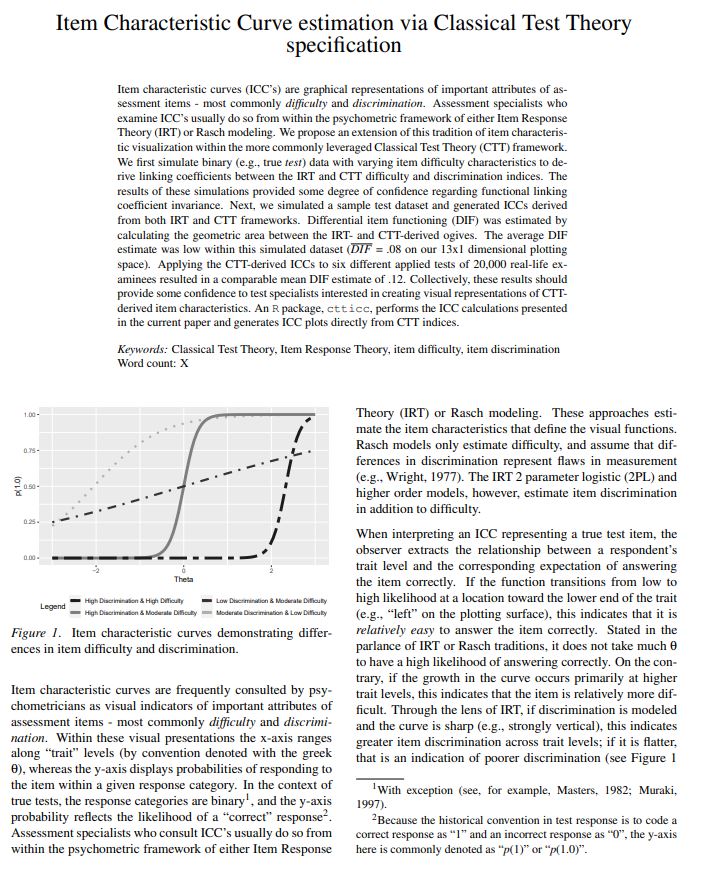 Item Characteristic Curve estimation via Classical Test Theory
specification
Item characteristic curves (ICC's) are graphical representations of important attributes of as-
sessment items - most commonly difficulty and discrimination. Assessment specialists who
examine ICC's usually do so from within the psychometric framework of either Item Response
Theory (IRT) or Rasch modeling. We propose an extension of this tradition of item characteris-
tic visualization within the more commonly leveraged Classical Test Theory (CTT) framework.
We first simulate binary (e.g., true test) data with varying item difficulty characteristics to de-
rive linking coefficients between the IRT and CTT difficulty and discrimination indices. The
results of these simulations provided some degree of confidence regarding functional linking
coefficient invariance. Next, we simulated a sample test dataset and generated ICCs derived
from both IRT and CTT frameworks. Differential item functioning (DIF) was estimated by
calculating the geometric area between the IRT- and CTT-derived ogives. The average DIF
estimate was low within this simulated dataset (D̅I̅F̅ = .08 on our 13x1 dimensional plotting
space). Applying the CTT-derived ICCs to six different applied tests of 20,000 real-life ex-
aminees resulted in a comparable mean DIF estimate of .12. Collectively, these results should
provide some confidence to test specialists interested in creating visual representations of CTT-
derived item characteristics. An R package, ctticc, performs the ICC calculations presented
in the current paper and generates ICC plots directly from CTT indices.
Keywords: Classical Test Theory, Item Response Theory, item difficulty, item discrimination
Word count: X
1.00
0.75
0.50
0.25
0.00
p(1.0)
−2 0 2
Theta
Legend
High Discrimination & High Difficulty
High Discrimination & Moderate Difficulty
Low Discrimination & Moderate Difficulty
Moderate Discrimination & Low Difficulty
Figure 1. Item characteristic curves demonstrating differ-
ences in item difficulty and discrimination.
Item characteristic curves are frequently consulted by psy-
chometricians as visual indicators of important attributes of
assessment items - most commonly difficulty and discrimi-
nation. Within these visual presentations the x-axis ranges
along "trait" levels (by convention denoted with the greek
θ), whereas the y-axis displays probabilities of responding to
the item within a given response category. In the context of
true tests, the response categories are binary1, and the y-axis
probability reflects the likelihood of a "correct" response2.
Assessment specialists who consult ICC's usually do so from
within the psychometric framework of either Item Response
Theory (IRT) or Rasch modeling. These approaches esti-
mate the item characteristics that define the visual functions.
Rasch models only estimate difficulty, and assume that dif-
ferences in discrimination represent flaws in measurement
(e.g., Wright, 1977). The IRT 2 parameter logistic (2PL) and
higher order models, however, estimate item discrimination
in addition to difficulty.
When interpreting an ICC representing a true test item, the
observer extracts the relationship between a respondent's
trait level and the corresponding expectation of answering
the item correctly. If the function transitions from low to
high likelihood at a location toward the lower end of the trait
(e.g., "left" on the plotting surface), this indicates that it is
relatively easy to answer the item correctly. Stated in the
parlance of IRT or Rasch traditions, it does not take much θ
to have a high likelihood of answering correctly. On the con-
trary, if the growth in the curve occurs primarily at higher
trait levels, this indicates that the item is relatively more dif-
ficult. Through the lens of IRT, if discrimination is modeled
and the curve is sharp (e.g., strongly vertical), this indicates
greater item discrimination across trait levels; if it is flatter,
that is an indication of poorer discrimination (see Figure 1
1With exception (see, for example, Masters, 1982; Muraki,
1997).
2Because the historical convention in test response is to code a
correct response as "1" and an incorrect response as "0", the y-axis
here is commonly denoted as "p(1)" or "p(1.0)".